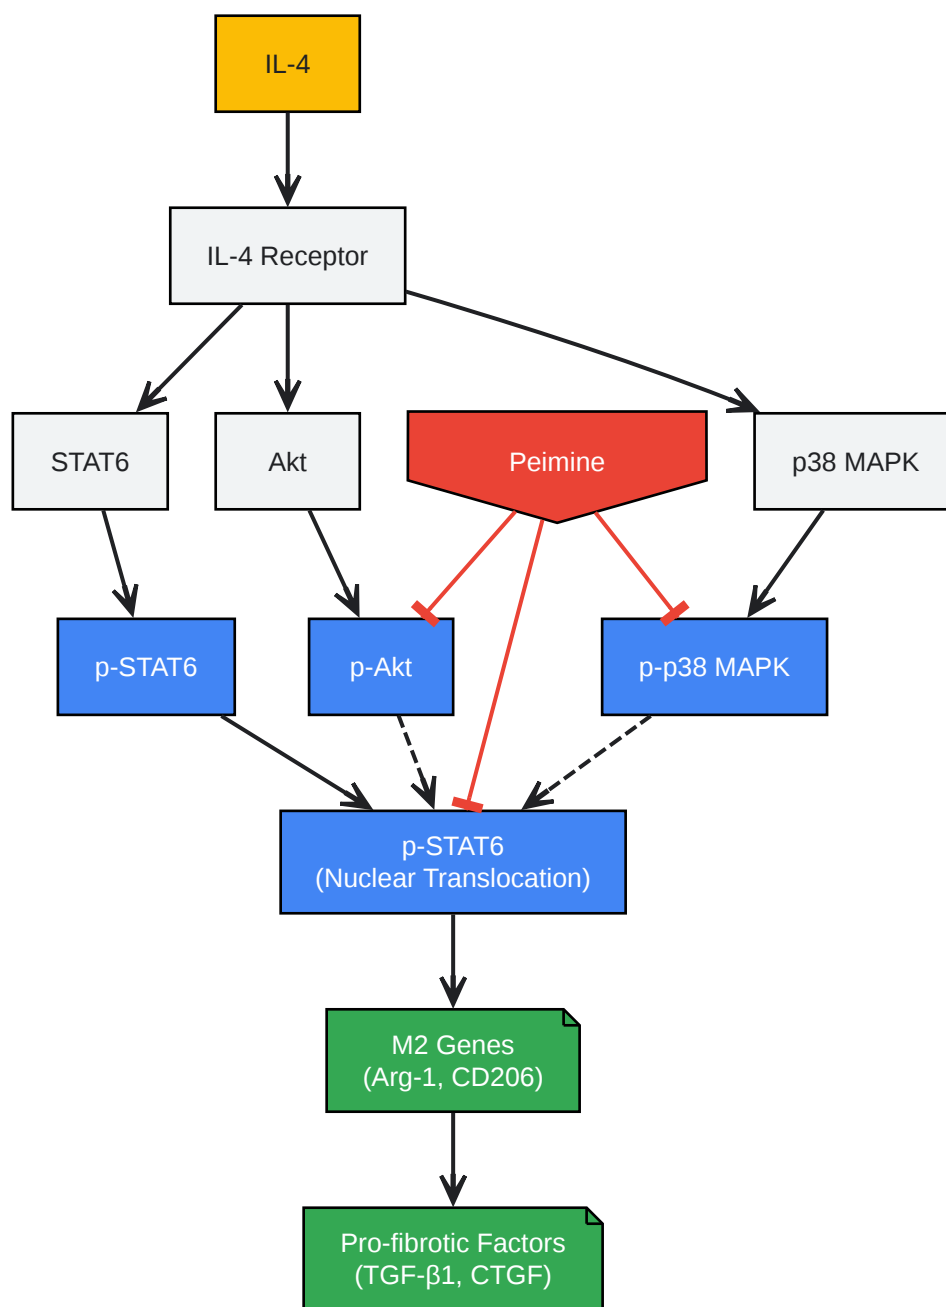 IL-4
IL-4 Receptor
STAT6
Akt
Peimine
p38 MAPK
p-STAT6
p-Akt
p-p38 MAPK
p-STAT6
(Nuclear Translocation)
M2 Genes
(Arg-1, CD206)
Pro-fibrotic Factors
(TGF-β1, CTGF)